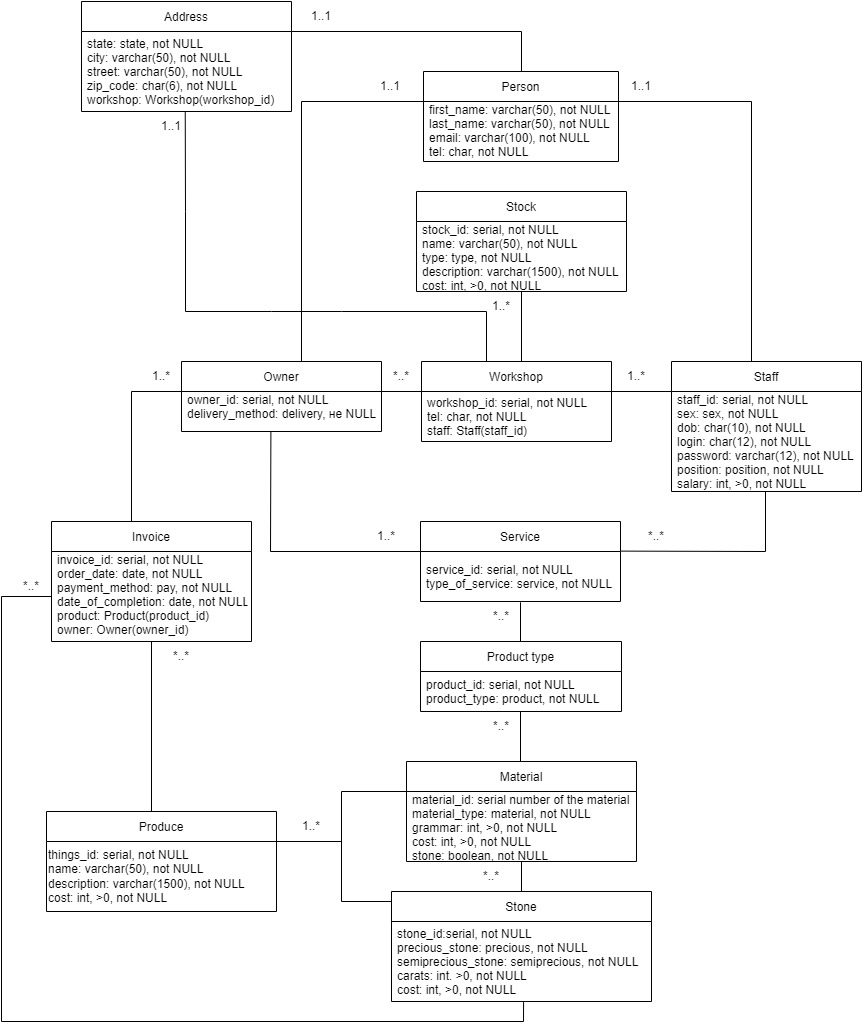 Address
1..1
state: state, not NULL
city: varchar(50), not NULL
street: varchar(50), not NULL
zip_code: char(6), not NULL
workshop: Workshop(workshop_id)
1..1
1..1
Person
1..1
first_name: varchar(50), not NULL
last_name: varchar(50), not NULL
email: varchar(100), not NULL
tel: char, not NULL
Stock
stock_id: serial, not NULL
name: varchar(50), not NULL
type: type, not NULL
description: varchar(1500), not NULL
cost: int, >0, not NULL
1..*
1..*
Owner
owner_id: serial, not NULL
delivery_method: delivery, не NULL
*..*
Workshop
workshop_id: serial, not NULL
tel: char, not NULL
staff: Staff(staff_id)
1..*
Staff
staff_id: serial, not NULL
sex: sex, not NULL
dob: char(10), not NULL
login: char(12), not NULL
password: varchar(12), not NULL
position: position, not NULL
salary: int, >0, not NULL
Invoice
invoice_id: serial, not NULL
order_date: date, not NULL
payment_method: pay, not NULL
date_of_completion: date, not NULL
product: Product(product_id)
owner: Owner(owner_id)
*..*
*..*
1..*
Service
*..*
service_id: serial, not NULL
type_of_service: service, not NULL
*..*
Product type
product_id: serial, not NULL
product_type: product, not NULL
*..*
Material
material_id: serial number of the material
material_type: material, not NULL
grammar: int, >0, not NULL
cost: int, >0, not NULL
stone: boolean, not NULL
Produce
1..*
things_id: serial, not NULL
name: varchar(50), not NULL
description: varchar(1500), not NULL
cost: int, >0, not NULL
*..*
Stone
stone_id:serial, not NULL
precious_stone: precious, not NULL
semiprecious_stone: semiprecious, not NULL
carats: int. >0, not NULL
cost: int, >0, not NULL